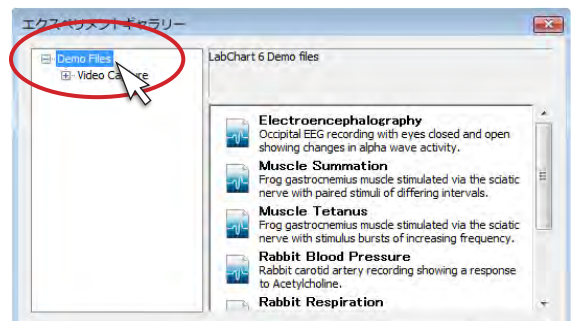 エクスペリメントギャラリー
Demo Files
Video Capture
LabChart 6 Demo files
Electroencephalography
Occipital EEG recording with eyes closed and open
showing changes in alpha wave activity.
Muscle Summation
Frog gastrocnemius muscle stimulated via the sciatic
nerve with paired stimuli of differing intervals.
Muscle Tetanus
Frog gastrocnemius muscle stimulated via the sciatic
nerve with stimulus bursts of increasing frequency.
Rabbit Blood Pressure
Rabbit carotid artery recording showing a response
to Acetylcholine.
Rabbit Respiration